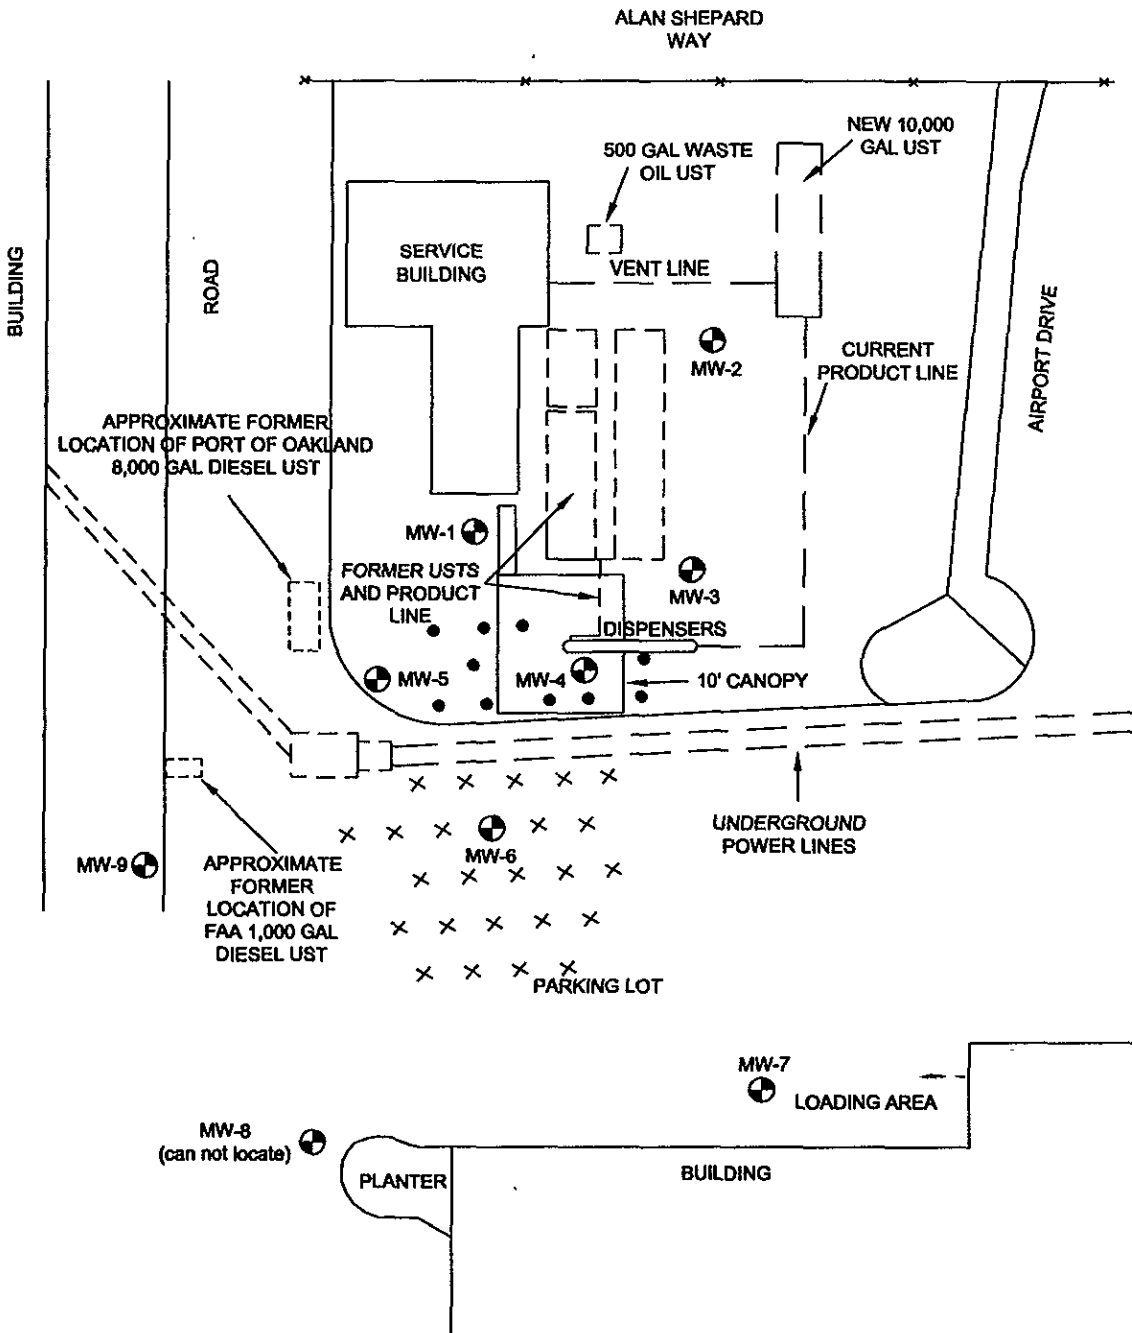 ALAN SHEPARD
WAY
NEW 10,000
GAL UST
500 GAL WASTE
OIL UST
SERVICE
BUILDING
VENT LINE
BUILDING
ROAD
MW-2
CURRENT
PRODUCT LINE
AIRPORT DRIVE
APPROXIMATE FORMER
LOCATION OF PORT OF OAKLAND
8,000 GAL DIESEL UST
MW-1
FORMER USTS
AND PRODUCT
LINE
MW-3
DISPENSERS
MW-5
MW-4
10' CANOPY
UNDERGROUND
POWER LINES
MW-6
MW-9
APPROXIMATE
FORMER
LOCATION OF
FAA 1,000 GAL
DIESEL UST
PARKING LOT
MW-7
LOADING AREA
MW-8
(can not locate)
PLANTER
BUILDING